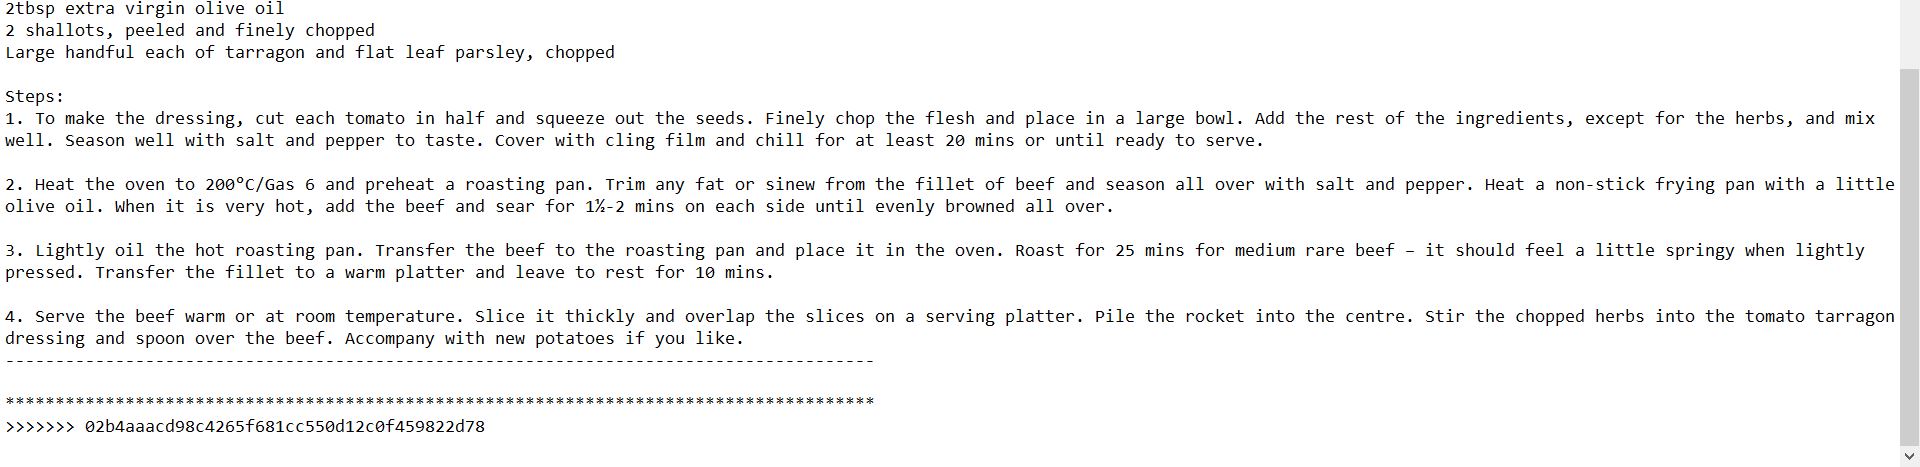 2tbsp extra virgin olive oil
2 shallots, peeled and finely chopped
Large handful each of tarragon and flat leaf parsley, chopped
Steps:
1. To make the dressing, cut each tomato in half and squeeze out the seeds. Finely chop the flesh and place in a large bowl. Add the rest of the ingredients, except for the herbs, and mix
well. Season well with salt and pepper to taste. Cover with cling film and chill for at least 20 mins or until ready to serve.
2. Heat the oven to 200°C/Gas 6 and preheat a roasting pan. Trim any fat or sinew from the fillet of beef and season all over with salt and pepper. Heat a non-stick frying pan with a little
olive oil. When it is very hot, add the beef and sear for 1½-2 mins on each side until evenly browned all over.
3. Lightly oil the hot roasting pan. Transfer the beef to the roasting pan and place it in the oven. Roast for 25 mins for medium rare beef – it should feel a little springy when lightly
pressed. Transfer the fillet to a warm platter and leave to rest for 10 mins.
4. Serve the beef warm or at room temperature. Slice it thickly and overlap the slices on a serving platter. Pile the rocket into the centre. Stir the chopped herbs into the tomato tarragon
dressing and spoon over the beef. Accompany with new potatoes if you like.
---------------------------------------------------------------------------------------
***************************************************************************************
>>>>>>> 02b4aaacd98c4265f681cc550d12c0f459822d78